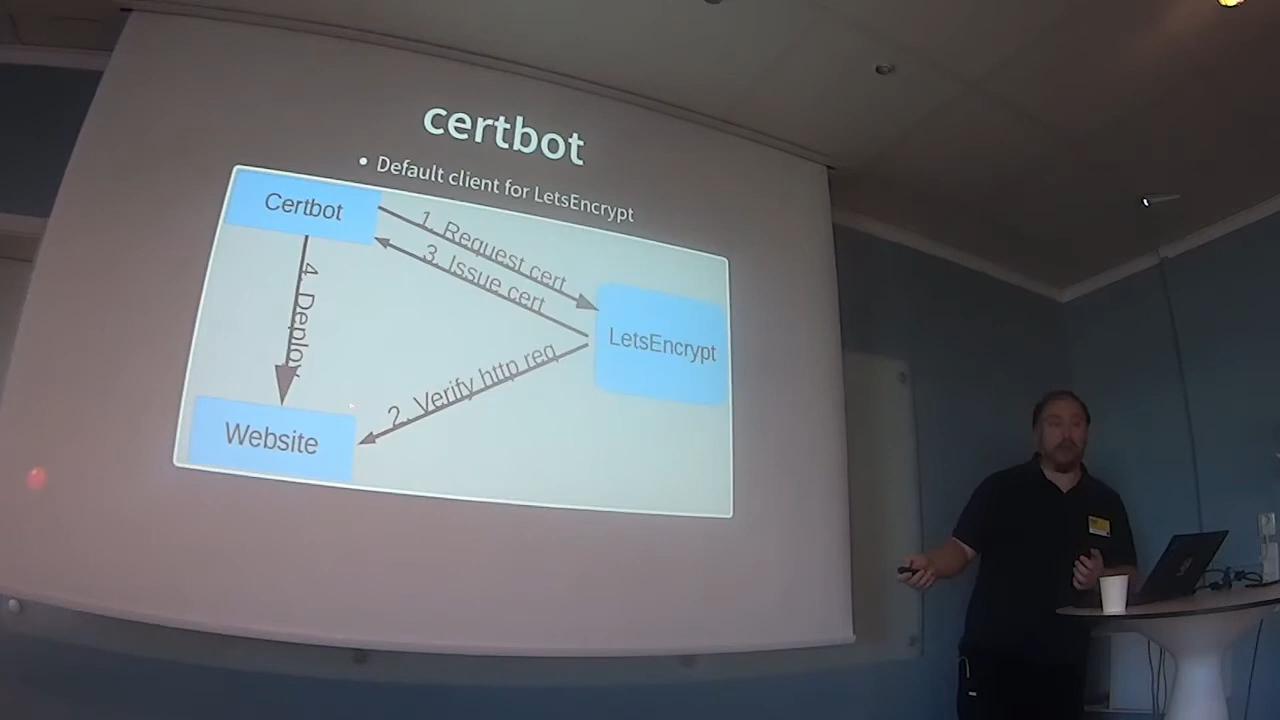 certbot
• Default client for LetsEncrypt
Certbot
1. Request cert
3. Issue cert
4. Deploy
LetsEncrypt
2. Verify http req
Website